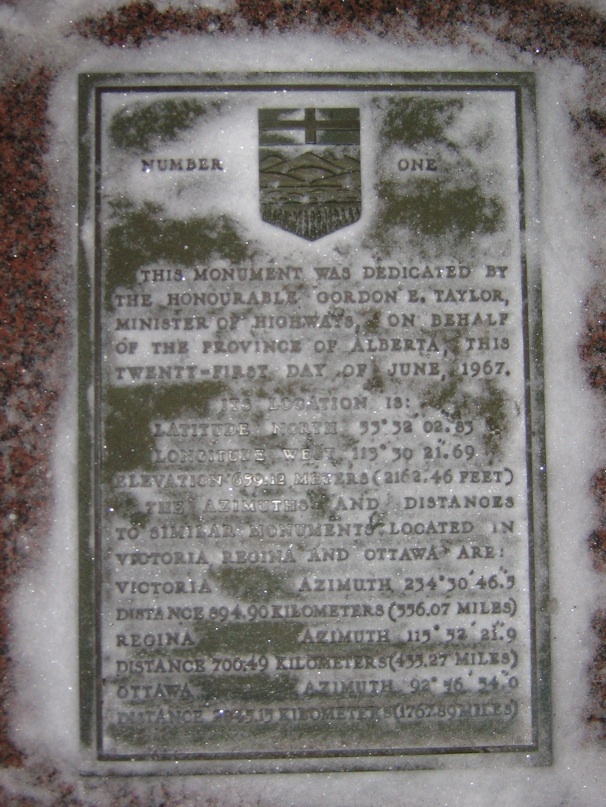 NUMBER ONE
THIS MONUMENT WAS DEDICATED BY
THE HONOURABLE GORDON E. TAYLOR,
MINISTER OF HIGHWAYS, ON BEHALF
OF THE PROVINCE OF ALBERTA, THIS
TWENTY-FIRST DAY OF JUNE, 1967.
ITS LOCATION IS:
LATITUDE NORTH 53° 32' 02".83
LONGITUDE WEST 113° 30' 21".69
ELEVATION 659.12 METERS (2162.46 FEET)
THE AZIMUTHS AND DISTANCES
TO SIMILAR MONUMENTS LOCATED IN
VICTORIA, REGINA AND OTTAWA ARE:
VICTORIA AZIMUTH 234° 30' 46".5
DISTANCE 894.90 KILOMETERS (556.07 MILES)
REGINA AZIMUTH 115° 52' 21".9
DISTANCE 700.49 KILOMETERS (435.27 MILES)
OTTAWA AZIMUTH 92° 54".0
DISTANCE KILOMETERS (1767.89 MILES)